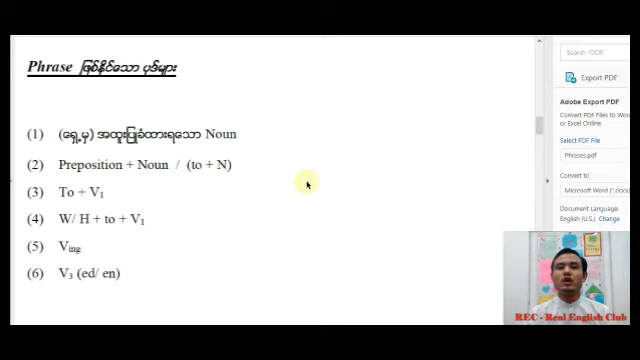 Phrase ဖြစ်နိုင်သော ပုဒ်များ
(1) (ရှေ့မှ) အထူးပြုခံထားရသော Noun
(2) Preposition + Noun / (to + N)
(3) To + V₁
(4) W/ H + to + V₁
(5) Ving
(6) V₃ (ed/ en)
Search 'OCR'
Export PDF
Adobe Export PDF
Convert PDF Files to Word
or Excel Online
Select PDF File
Phrases.pdf
Convert to
Microsoft Word (*.docx)
Document Language:
English (U.S.) Change
REC - Real English Club